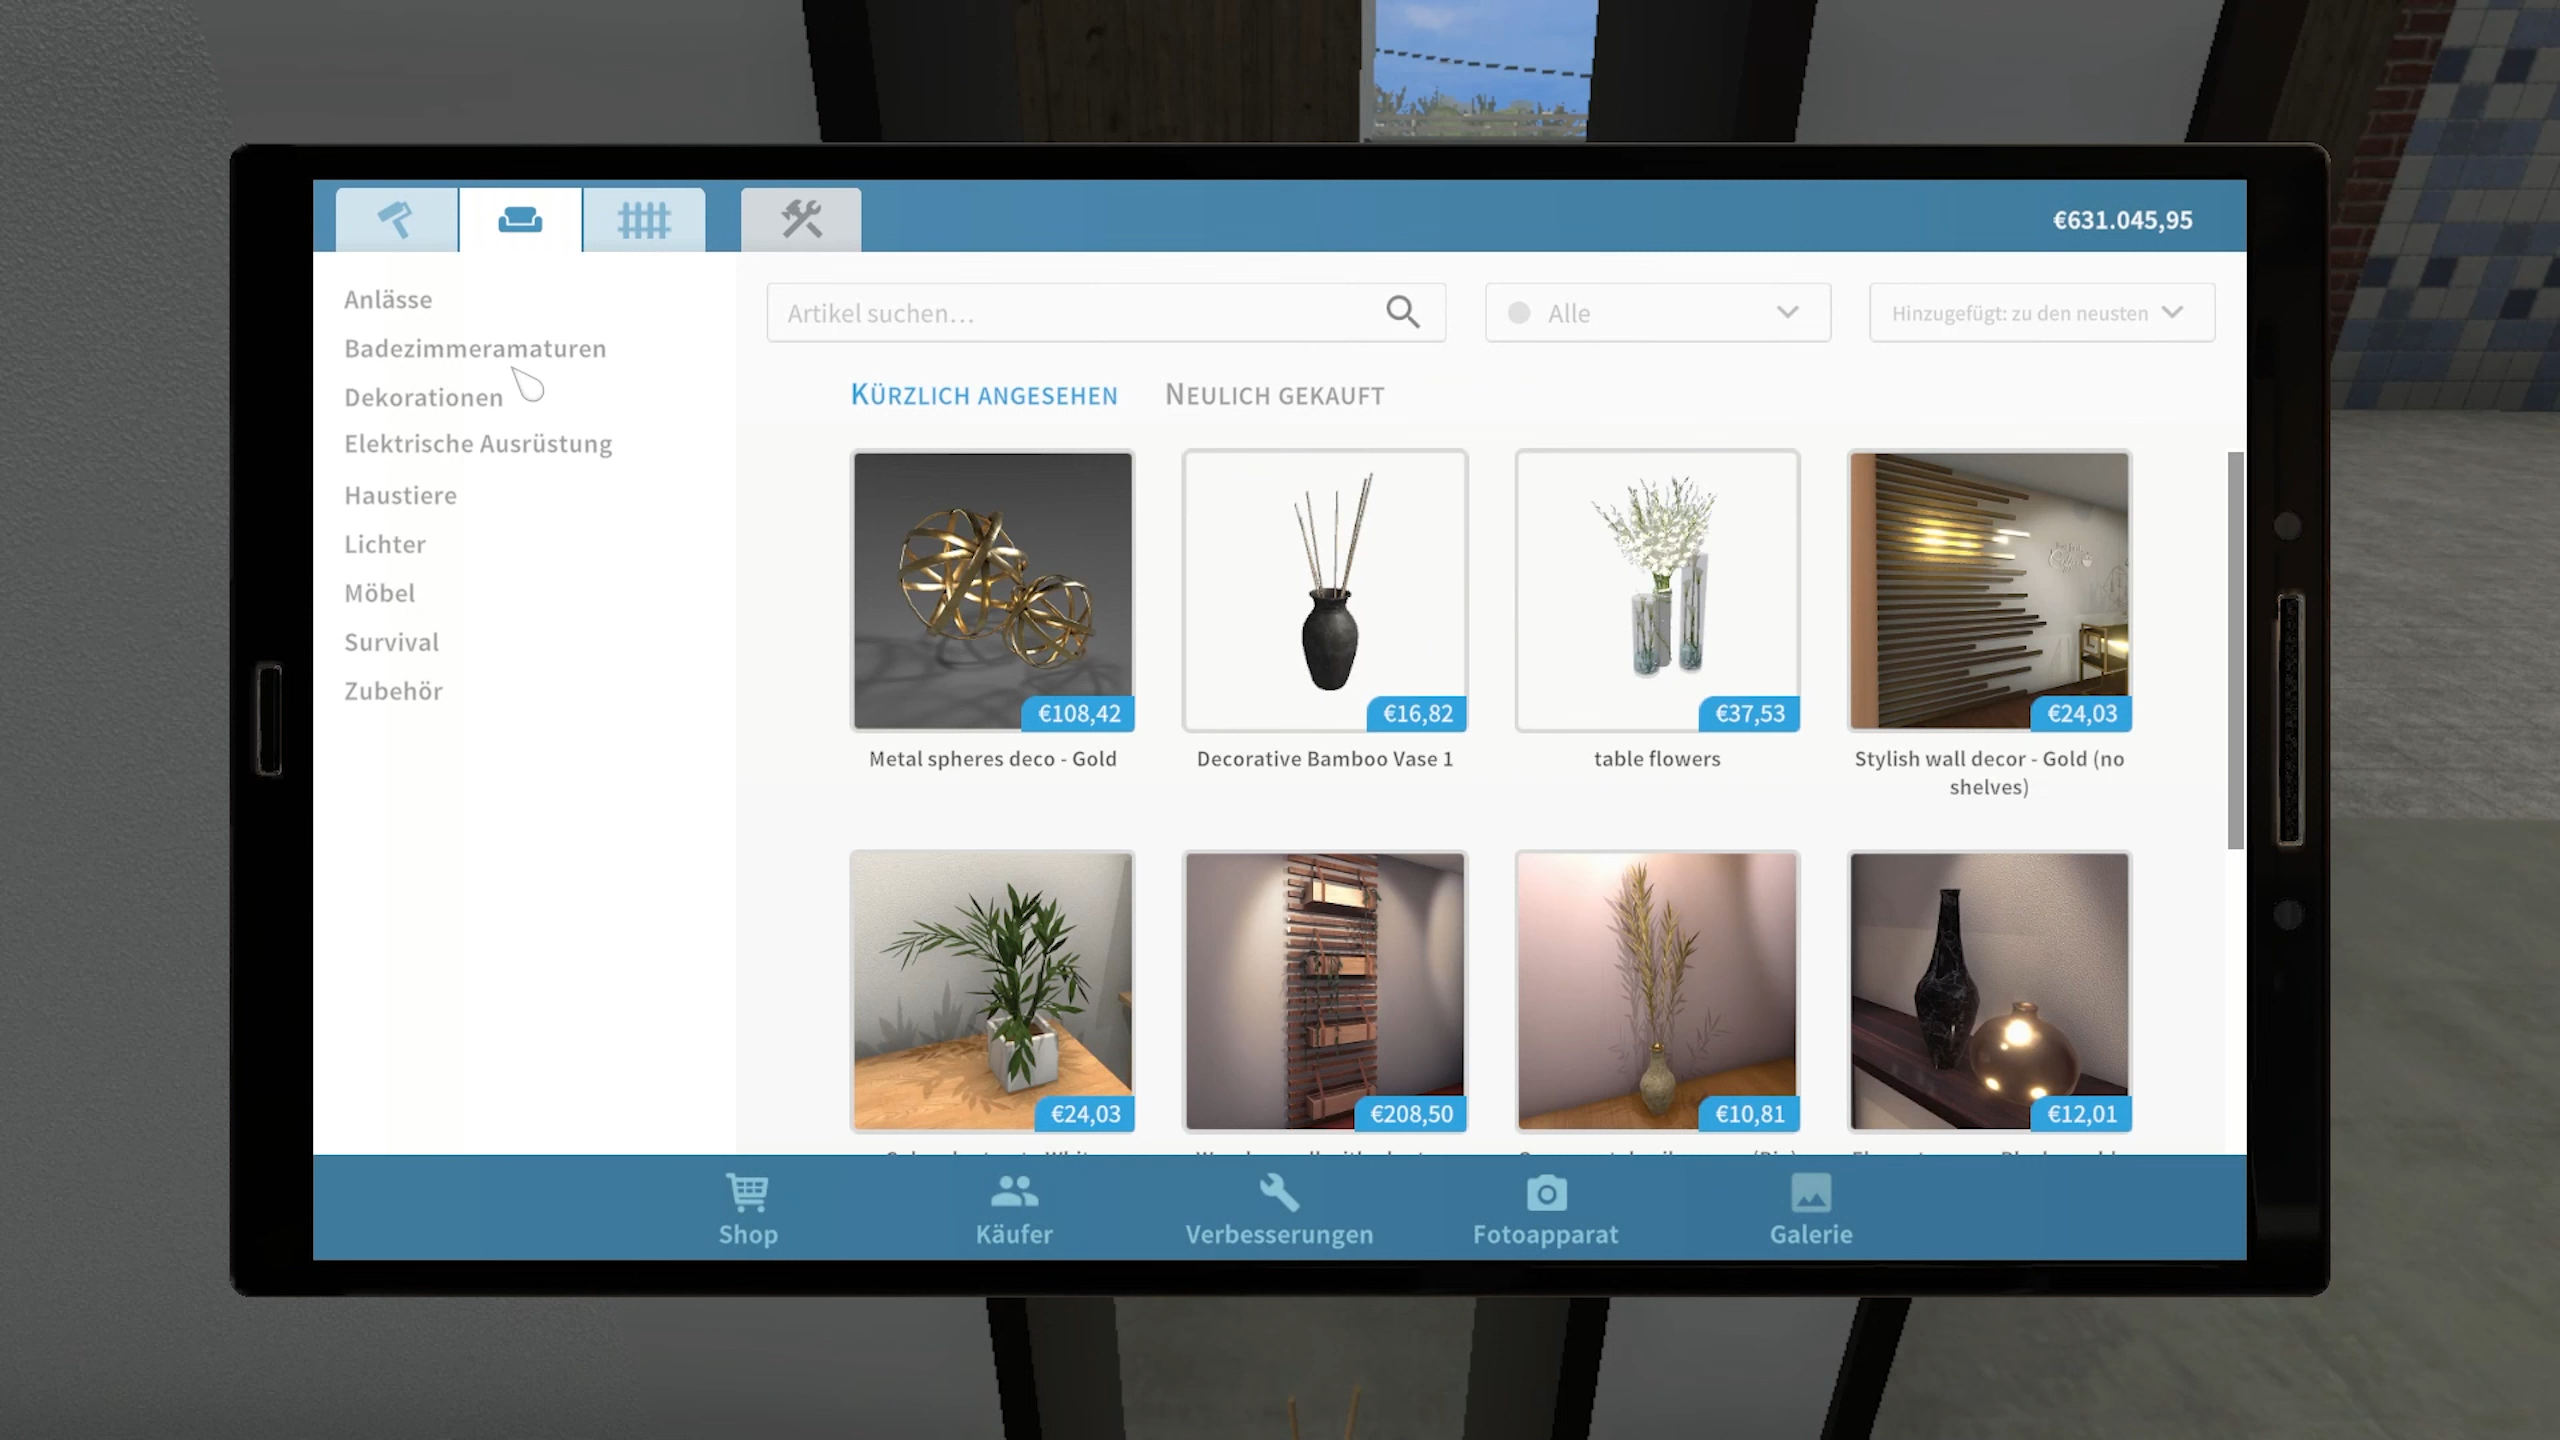 €631.045,95
Anlässe
Badezimmeramaturen
Dekorationen
Elektrische Ausrüstung
Haustiere
Lichter
Möbel
Survival
Zubehör
Artikel suchen...
Alle
Hinzugefügt: zu den neusten
KÜRZLICH ANGESEHEN
NEULICH GEKAUFT
€108,42
€16,82
€37,53
€24,03
Metal spheres deco - Gold
Decorative Bamboo Vase 1
table flowers
Stylish wall decor - Gold (no
shelves)
€24,03
€208,50
€10,81
€12,01
Shop
Käufer
Verbesserungen
Fotoapparat
Galerie